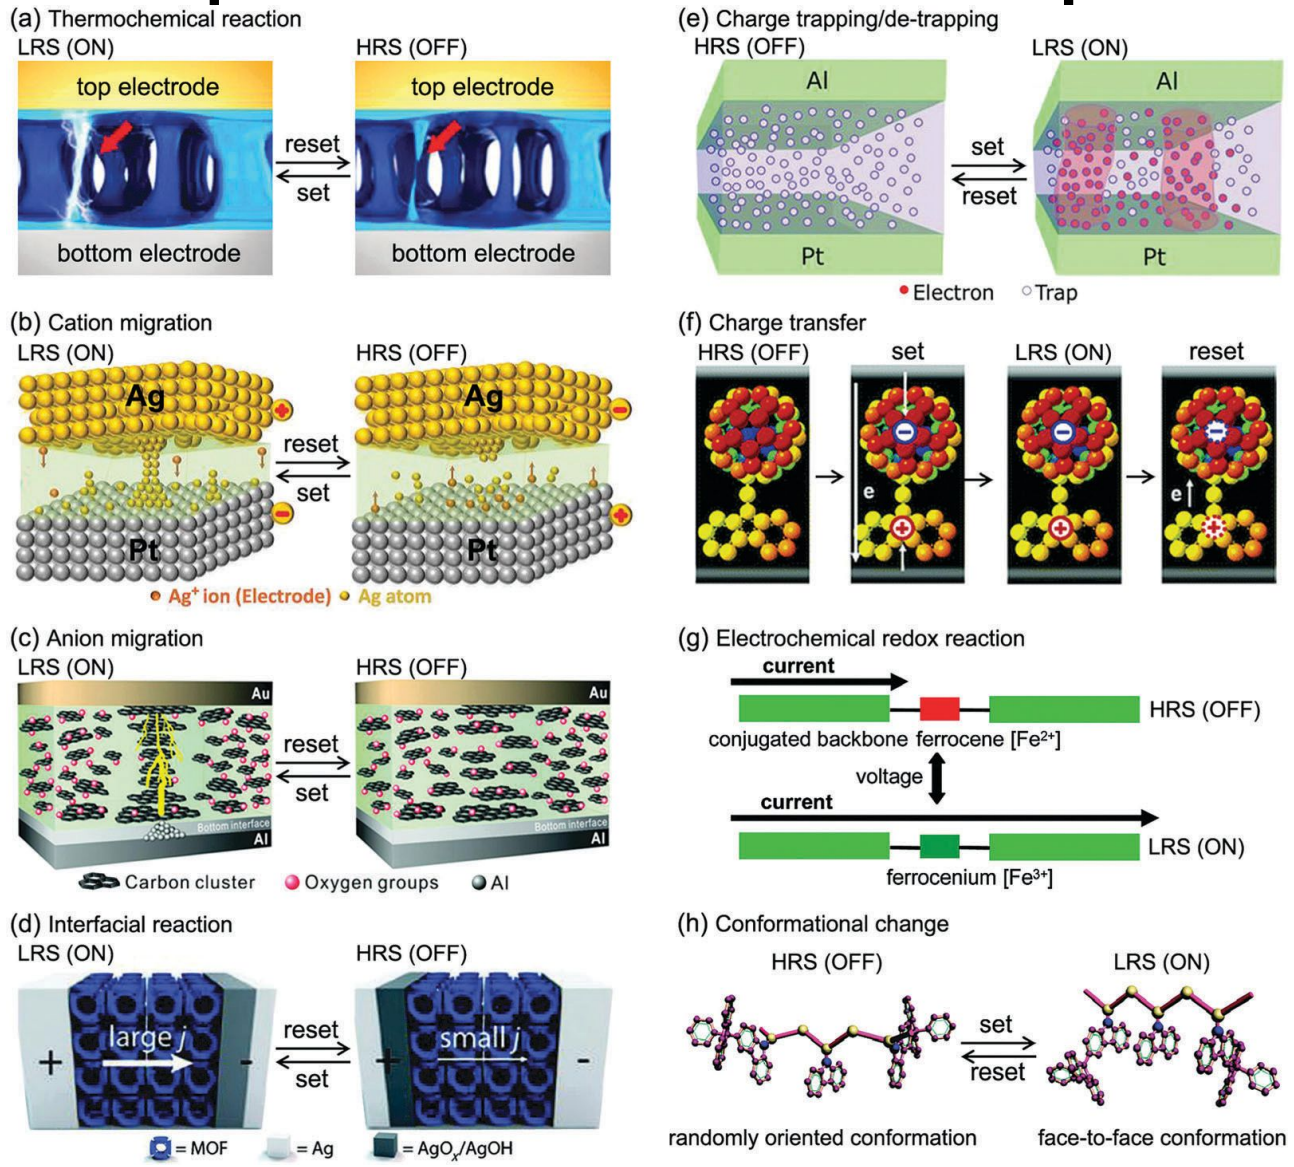 (a) Thermochemical reaction
LRS (ON)
HRS (OFF)
top electrode
top electrode
reset
set
bottom electrode
bottom electrode
(b) Cation migration
LRS (ON)
HRS (OFF)
Ag
Ag
+
-
reset
set
-
+
Pt
Pt
Ag⁺ ion (Electrode)
Ag atom
(c) Anion migration
LRS (ON)
HRS (OFF)
Au
Au
reset
set
Bottom interface
Bottom interface
Al
Al
Carbon cluster
Oxygen groups
Al
(d) Interfacial reaction
LRS (ON)
HRS (OFF)
large j
small j
reset
set
+
-
+
-
= MOF
= Ag
= AgOₓ/AgOH
(e) Charge trapping/de-trapping
HRS (OFF)
LRS (ON)
Al
Al
set
reset
Pt
Pt
Electron
Trap
(f) Charge transfer
HRS (OFF)
set
LRS (ON)
reset
-
-
-
e
e
+
+
+
(g) Electrochemical redox reaction
current
HRS (OFF)
conjugated backbone ferrocene [Fe²⁺]
voltage
current
LRS (ON)
ferrocenium [Fe³⁺]
(h) Conformational change
HRS (OFF)
LRS (ON)
set
reset
randomly oriented conformation
face-to-face conformation